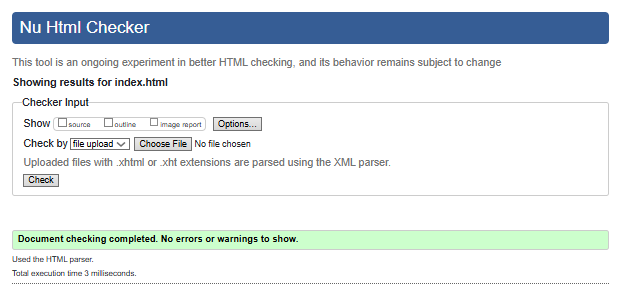 Nu Html Checker
This tool is an ongoing experiment in better HTML checking, and its behavior remains subject to change
Showing results for index.html
Checker Input
Show source outline image report Options...
Check by file upload Choose File No file chosen
Uploaded files with .xhtml or .xht extensions are parsed using the XML parser.
Check
Document checking completed. No errors or warnings to show.
Used the HTML parser.
Total execution time 3 milliseconds.